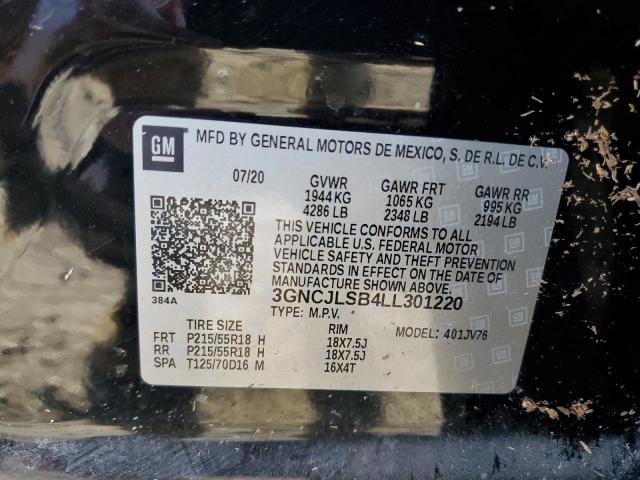 GM MFD BY GENERAL MOTORS DE MEXICO, S. DE R.L. DE C.V.
07/20 GVWR GAWR FRT GAWR RR
1944 KG 1065 KG 995 KG
4286 LB 2348 LB 2194 LB
THIS VEHICLE CONFORMS TO ALL
APPLICABLE U.S. FEDERAL MOTOR
VEHICLE SAFETY AND THEFT PREVENTION
STANDARDS IN EFFECT ON THE DATE OF
MANUFACTURE SHOWN ABOVE.
384A 3GNCJLSB4LL301220
TYPE: M.P.V.
TIRE SIZE RIM MODEL: 401JV76
FRT P215/55R18 H 18X7.5J
RR P215/55R18 H 18X7.5J
SPA T125/70D16 M 16X4T